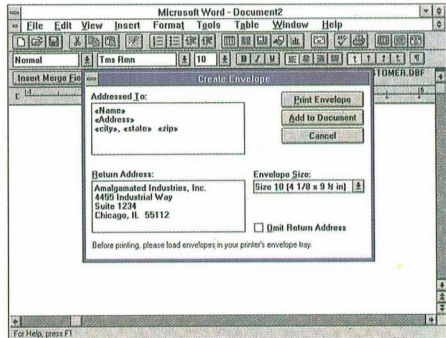 Microsoft Word - Document2
File Edit View Insert Format Tools Table Window Help
Normal Tms Rmn 10 B I U
Insert Merge Fie STOMER.DBF
Create Envelope
Addressed To:
«Name»
«Address»
«city», «state» «zip»
Print Envelope
Add to Document
Cancel
Return Address:
Amalgamated Industries, Inc.
4455 Industrial Way
Suite 1234
Chicago, IL 55112
Envelope Size:
Size 10 (4 1/8 x 9 ½ in)
Omit Return Address
Before printing, please load envelopes in your printer's envelope tray.
For Help, press F1